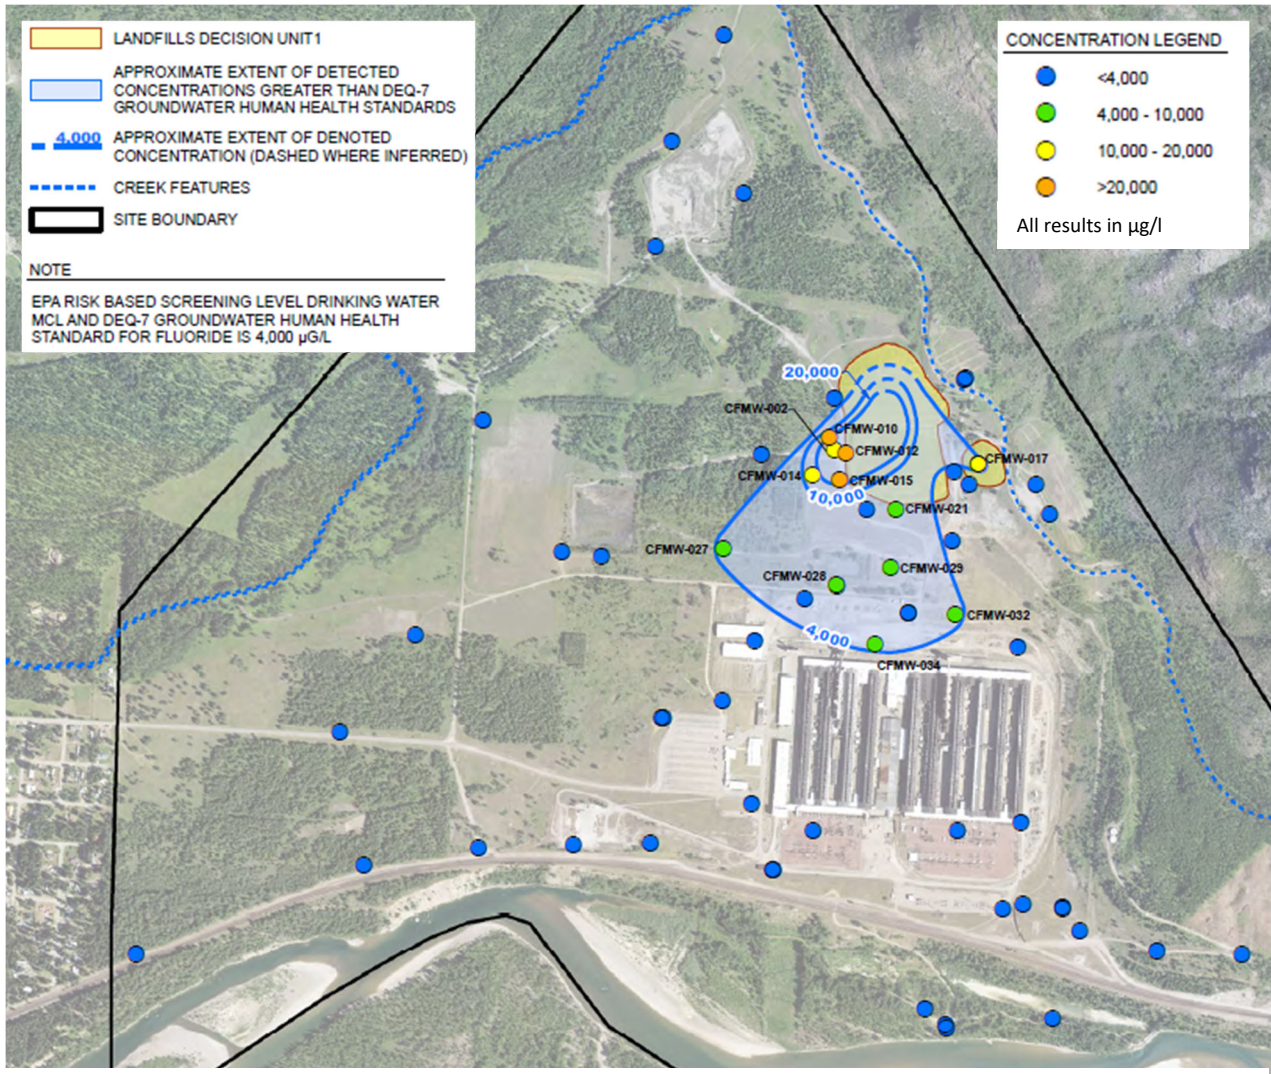 LANDFILLS DECISION UNIT1
APPROXIMATE EXTENT OF DETECTED
CONCENTRATIONS GREATER THAN DEQ-7
GROUNDWATER HUMAN HEALTH STANDARDS
4,000
APPROXIMATE EXTENT OF DENOTED
CONCENTRATION (DASHED WHERE INFERRED)
CREEK FEATURES
SITE BOUNDARY
NOTE
EPA RISK BASED SCREENING LEVEL DRINKING WATER
MCL AND DEQ-7 GROUNDWATER HUMAN HEALTH
STANDARD FOR FLUORIDE IS 4,000 µG/L
CONCENTRATION LEGEND
<4,000
4,000 - 10,000
10,000 - 20,000
>20,000
All results in µg/l
20,000
CFMW-002
CFMW-010
CFMW-012
CFMW-017
CFMW-014
CFMW-015
10,000
CFMW-021
CFMW-027
CFMW-029
CFMW-028
CFMW-032
4,000
CFMW-034